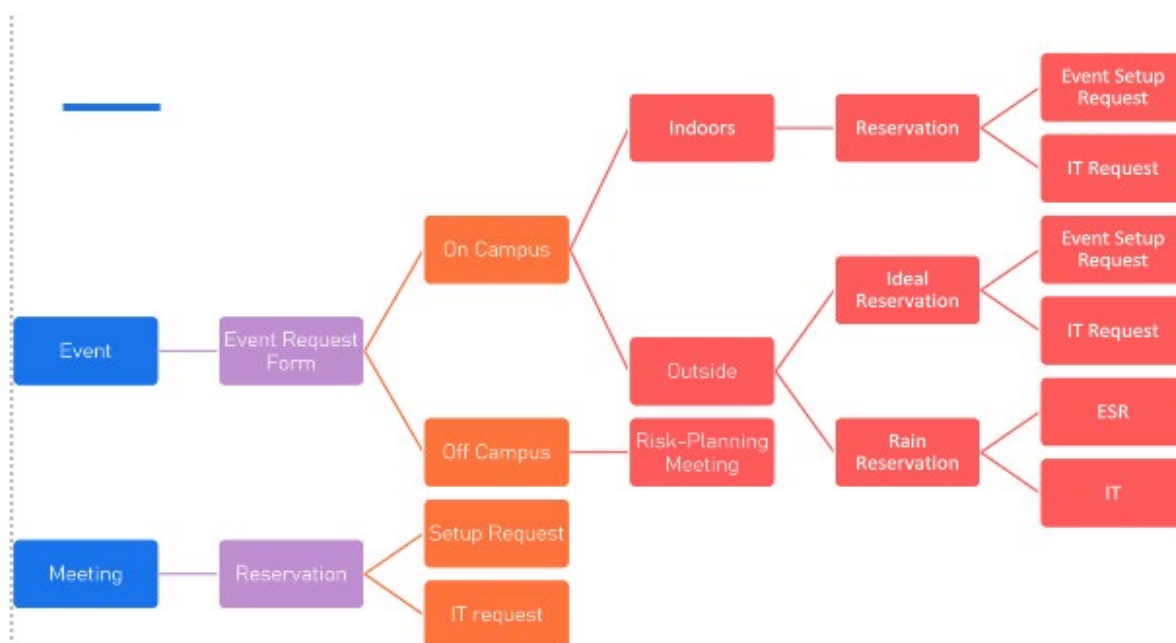 Event
Event Request
Form
On Campus
Indoors
Reservation
Event Setup
Request
IT Request
Outside
Ideal
Reservation
Event Setup
Request
IT Request
Rain
Reservation
ESR
IT
Off Campus
Risk-Planning
Meeting
Meeting
Reservation
Setup Request
IT request